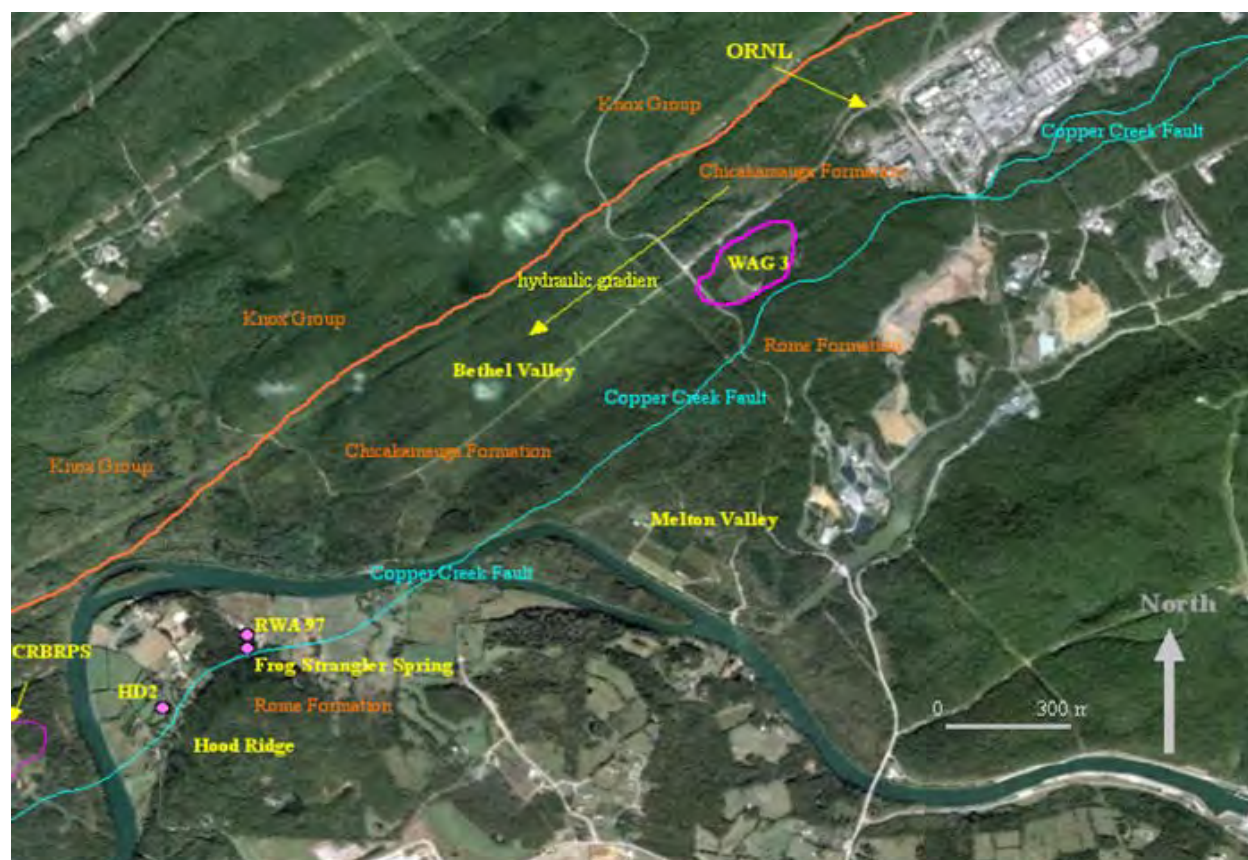 ORNL
Knox Group
Copper Creek Fault
Chicakamauga Formation
WAG 3
hydraulic gradien
Knox Group
Rome Formation
Bethel Valley
Copper Creek Fault
Knox Group
Chicakamauga Formation
Melton Valley
Copper Creek Fault
North
RWA 97
CRBRPS
Frog Strangler Spring
HD2
Rome Formation
0 300 m
Hood Ridge